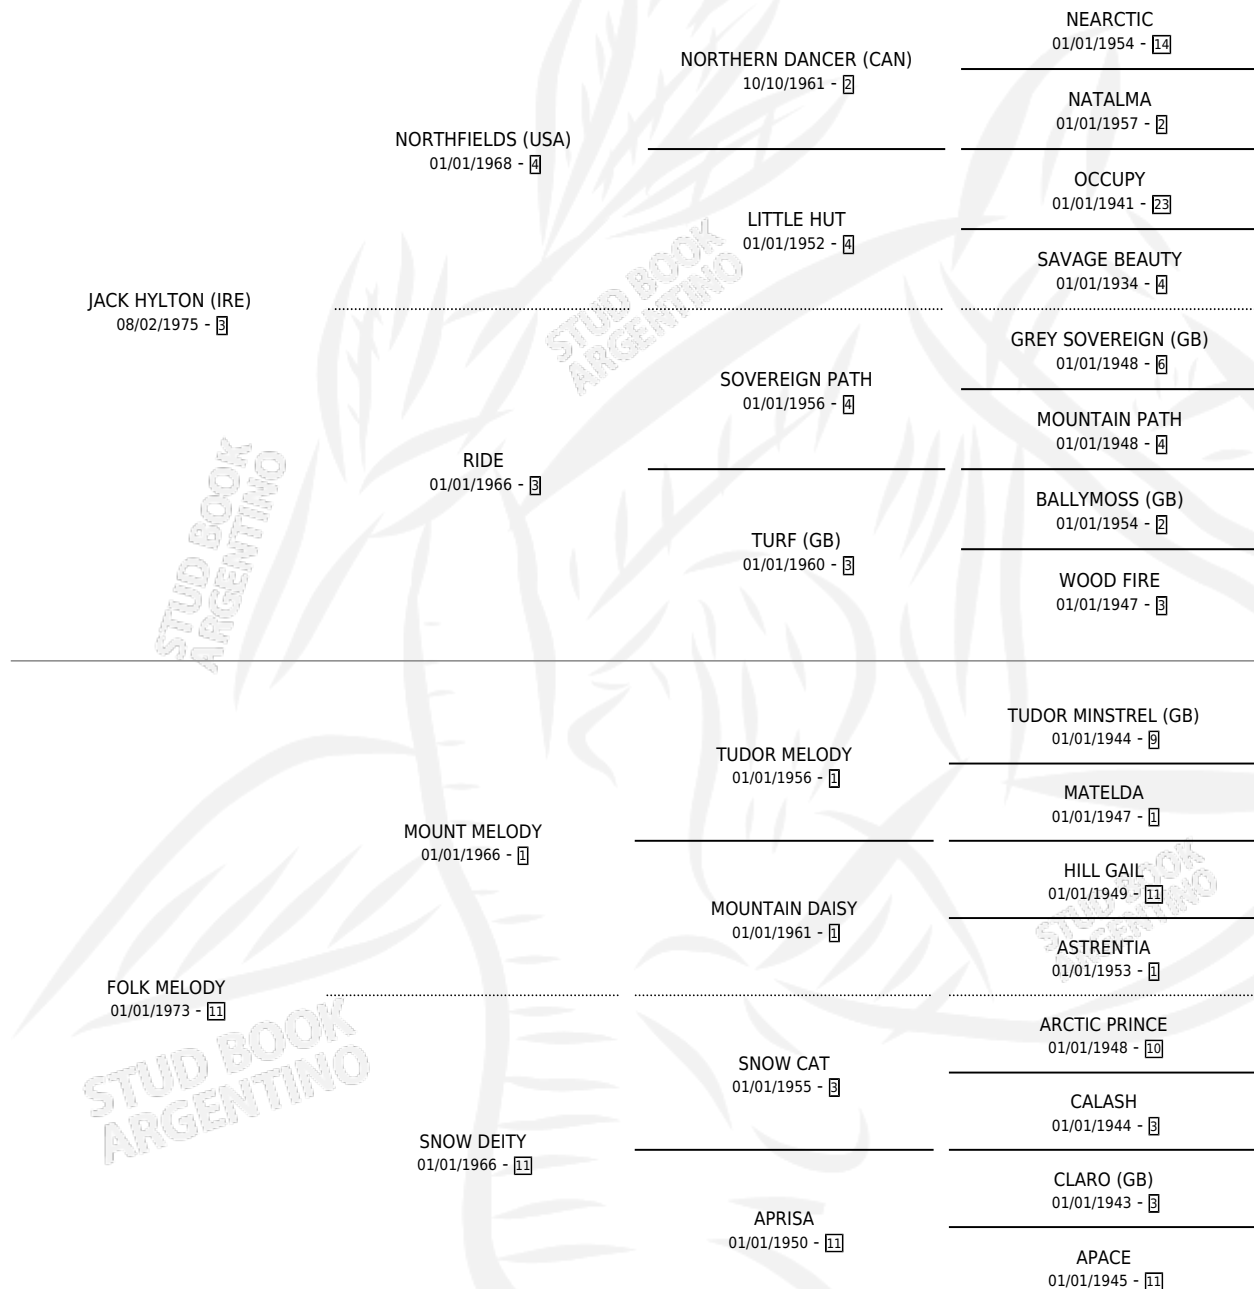 NEARCTIC
01/01/1954 - 14
NORTHERN DANCER (CAN)
10/10/1961 - 2
NATALMA
01/01/1957 - 2
NORTHFIELDS (USA)
01/01/1968 - 4
OCCUPY
01/01/1941 - 23
LITTLE HUT
01/01/1952 - 4
SAVAGE BEAUTY
01/01/1934 - 4
JACK HYLTON (IRE)
08/02/1975 - 3
GREY SOVEREIGN (GB)
01/01/1948 - 6
SOVEREIGN PATH
01/01/1956 - 4
MOUNTAIN PATH
01/01/1948 - 4
RIDE
01/01/1966 - 3
BALLYMOSS (GB)
01/01/1954 - 2
TURF (GB)
01/01/1960 - 3
WOOD FIRE
01/01/1947 - 3
TUDOR MINSTREL (GB)
01/01/1944 - 9
TUDOR MELODY
01/01/1956 - 1
MATELDA
01/01/1947 - 1
MOUNT MELODY
01/01/1966 - 1
HILL GAIL
01/01/1949 - 11
MOUNTAIN DAISY
01/01/1961 - 1
ASTRENTIA
01/01/1953 - 1
FOLK MELODY
01/01/1973 - 11
ARCTIC PRINCE
01/01/1948 - 10
SNOW CAT
01/01/1955 - 3
CALASH
01/01/1944 - 3
SNOW DEITY
01/01/1966 - 11
CLARO (GB)
01/01/1943 - 3
APRISA
01/01/1950 - 11
APACE
01/01/1945 - 11
STUD BOOK
ARGENTINO
STUD BOOK
ARGENTINO
STUD BOOK
ARGENTINO
STUD BOOK
ARGENTINO